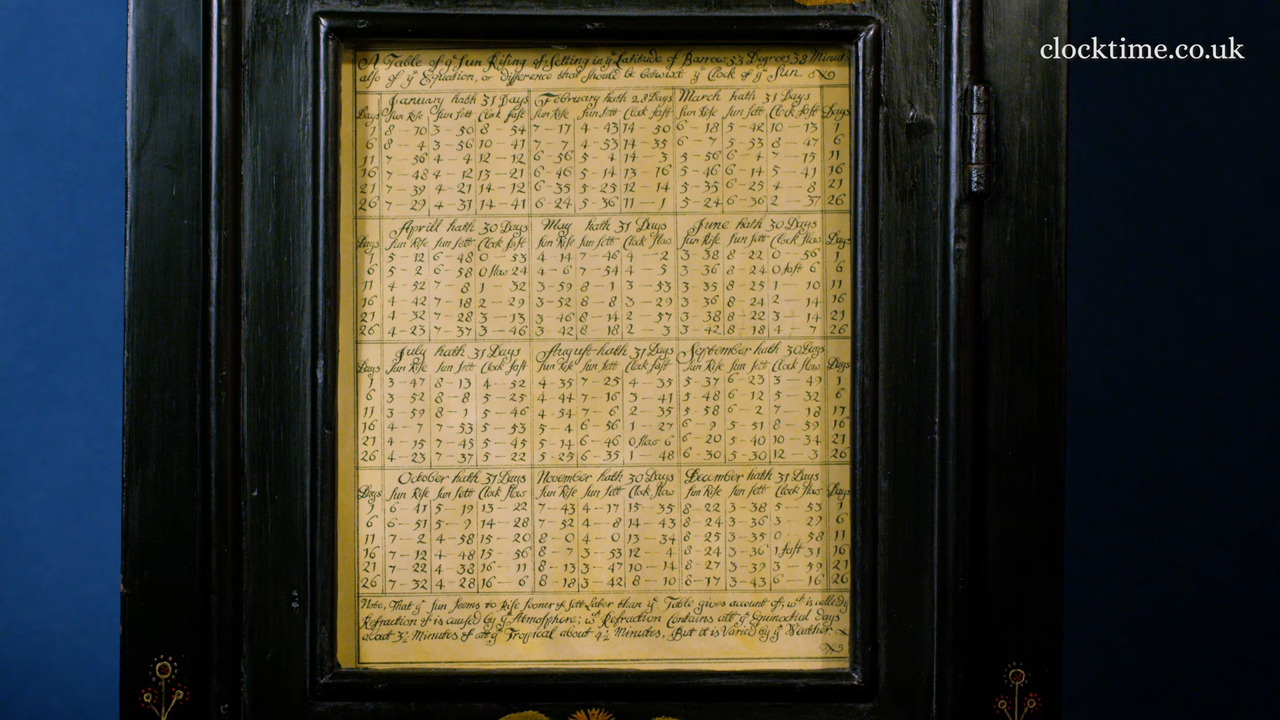 clocktime.co.uk
A Table of yͤ Sun Rising & Setting in yͤ Latitude of Barrow 53 Degrees 38 Minut
also of yͤ Equation, or difference that should be betwixt yͤ Clock & yͤ Sun.
January hath 31 Days February hath 28 Days March hath 31 Days
Days Sun Rise Sun Sett Clock fast Sun Rise Sun Sett Clock fast Sun Rise Sun Sett Clock fast Days
1 8—10 3—50 8—54 7—17 4—43 14—50 6—18 5—42 10—13 1
6 8—4 3—56 10—41 7—7 4—53 14—35 6—7 5—53 8—47 6
11 7—56 4—4 12—12 6—56 5—4 14—3 5—56 6—4 7—15 11
16 7—48 4—12 13—21 6—46 5—14 13—16 5—46 6—14 5—41 16
21 7—39 4—21 14—12 6—35 5—25 12—14 5—35 6—25 4—8 21
26 7—29 4—31 14—41 6—24 5—36 11—1 5—24 6—36 2—37 26
Aprill hath 30 Days May hath 31 Days June hath 30 Days
Days Sun Rise Sun Sett Clock fast Sun Rise Sun Sett Clock slow Sun Rise Sun Sett Clock slow Days
1 5—12 6—48 0—53 4—14 7—46 4—2 3—38 8—22 0—56 1
6 5—2 6—58 0 slow 24 4—6 7—54 4—5 3—36 8—24 0 fast 6 6
11 4—52 7—8 1—32 3—59 8—1 3—53 3—35 8—25 1—10 11
16 4—42 7—18 2—29 3—52 8—8 3—29 3—36 8—24 2—14 16
21 4—32 7—28 3—13 3—46 8—14 2—57 3—38 8—22 3—14 21
26 4—23 7—37 3—46 3—42 8—18 2—3 3—42 8—18 4—7 26
July hath 31 Days August hath 31 Days September hath 30 Days
Days Sun Rise Sun Sett Clock fast Sun Rise Sun Sett Clock fast Sun Rise Sun Sett Clock slow Days
1 3—47 8—13 4—52 4—35 7—25 4—35 5—37 6—23 3—49 1
6 3—52 8—8 5—25 4—44 7—16 3—41 5—48 6—12 5—32 6
11 3—59 8—1 5—46 4—54 7—6 2—35 5—58 6—2 7—18 11
16 4—7 7—53 5—53 5—4 6—56 1—27 6—9 5—51 8—59 16
21 4—15 7—45 5—45 5—14 6—46 0 slow 6 6—20 5—40 10—34 21
26 4—23 7—37 5—22 5—25 6—35 1—48 6—30 5—30 12—3 26
October hath 31 Days November hath 30 Days December hath 31 Days
Days Sun Rise Sun Sett Clock slow Sun Rise Sun Sett Clock slow Sun Rise Sun Sett Clock slow Days
1 6—41 5—19 13—22 7—43 4—17 15—35 8—22 3—38 5—53 1
6 6—51 5—9 14—28 7—52 4—8 14—43 8—24 3—36 3—29 6
11 7—2 4—58 15—20 8—0 4—0 13—34 8—25 3—35 0—58 11
16 7—12 4—48 15—56 8—7 3—53 12—4 8—24 3—36 1 fast 31 16
21 7—22 4—38 16—11 8—13 3—47 10—14 8—21 3—39 3—59 21
26 7—32 4—28 16—6 8—18 3—42 8—10 8—17 3—43 6—16 26
Note, That yͤ Sun seems to Rise sooner & sett Later than yͤ Table gives account of; wͨʰ is called yͤ
Refraction & is caused by yͤ Atmosphere; wͨʰ Refraction Contains att yͤ Equinoctial days
about 3½ Minutes & att yͤ Tropical about 4½ Minutes, But it is Varied by yͤ Weather